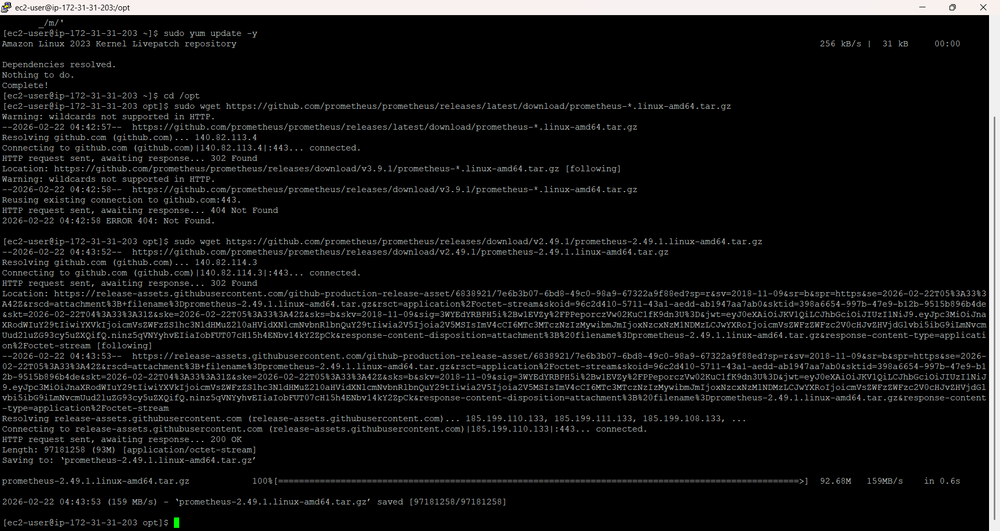 ec2-user@ip-172-31-31-203:/opt
_/m/'
[ec2-user@ip-172-31-31-203 ~]$ sudo yum update -y
Amazon Linux 2023 Kernel Livepatch repository 256 kB/s | 31 kB 00:00
Dependencies resolved.
Nothing to do.
Complete!
[ec2-user@ip-172-31-31-203 ~]$ cd /opt
[ec2-user@ip-172-31-31-203 opt]$ sudo wget https://github.com/prometheus/prometheus/releases/latest/download/prometheus-*.linux-amd64.tar.gz
Warning: wildcards not supported in HTTP.
--2026-02-22 04:42:57-- https://github.com/prometheus/prometheus/releases/latest/download/prometheus-*.linux-amd64.tar.gz
Resolving github.com (github.com)... 140.82.113.4
Connecting to github.com (github.com)|140.82.113.4|:443... connected.
HTTP request sent, awaiting response... 302 Found
Location: https://github.com/prometheus/prometheus/releases/download/v3.9.1/prometheus-*.linux-amd64.tar.gz [following]
Warning: wildcards not supported in HTTP.
--2026-02-22 04:42:58-- https://github.com/prometheus/prometheus/releases/download/v3.9.1/prometheus-*.linux-amd64.tar.gz
Reusing existing connection to github.com:443.
HTTP request sent, awaiting response... 404 Not Found
2026-02-22 04:42:58 ERROR 404: Not Found.
[ec2-user@ip-172-31-31-203 opt]$ sudo wget https://github.com/prometheus/prometheus/releases/download/v2.49.1/prometheus-2.49.1.linux-amd64.tar.gz
--2026-02-22 04:43:52-- https://github.com/prometheus/prometheus/releases/download/v2.49.1/prometheus-2.49.1.linux-amd64.tar.gz
Resolving github.com (github.com)... 140.82.114.3
Connecting to github.com (github.com)|140.82.114.3|:443... connected.
HTTP request sent, awaiting response... 302 Found
Location: https://release-assets.githubusercontent.com/github-production-release-asset/6838921/7e6b3b07-6bd8-49c0-98a9-67322a9f88ed?sp=r&sv=2018-11-09&sr=b&spr=https&se=2026-02-22T05%3A33%3
A42Z&rscd=attachment%3B+filename%3Dprometheus-2.49.1.linux-amd64.tar.gz&rsct=application%2Foctet-stream&skoid=96c2d410-5711-43a1-aedd-ab1947aa7ab0&sktid=398a6654-997b-47e9-b12b-9515b896b4de
&skt=2026-02-22T04%3A33%3A31Z&ske=2026-02-22T05%3A33%3A42Z&sks=b&skv=2018-11-09&sig=3WYEdYRBPH5i%2Bw1EVZy%2FPPeporczVw02KuC1fK9dn3U%3D&jwt=eyJ0eXAiOiJKV1QiLCJhbGciOiJIUzI1NiJ9.eyJpc3MiOiJna
XRodWIuY29tIiwiYXVkIjoicmVsZWFzZS1hc3NldHMuZ2l0aHVidXNlcmNvbnRlbnQuY29tIiwia2V5Ijoia2V5MSIsImV4cCI6MTc3MTczNzIzMywibmJmIjoxNzcxNzM1NDMzLCJwYXRoIjoicmVsZWFzZWFzc2V0cHJvZHVjdGlvbi5ibG9iLmNvcm
Uud2luZG93cy5uZXQifQ.ninz5qVNYyhvEIiaIobFUT07cH15h4ENbv14kY2ZpCk&response-content-disposition=attachment%3B%20filename%3Dprometheus-2.49.1.linux-amd64.tar.gz&response-content-type=applicati
on%2Foctet-stream [following]
--2026-02-22 04:43:53-- https://release-assets.githubusercontent.com/github-production-release-asset/6838921/7e6b3b07-6bd8-49c0-98a9-67322a9f88ed?sp=r&sv=2018-11-09&sr=b&spr=https&se=2026-
02-22T05%3A33%3A42Z&rscd=attachment%3B+filename%3Dprometheus-2.49.1.linux-amd64.tar.gz&rsct=application%2Foctet-stream&skoid=96c2d410-5711-43a1-aedd-ab1947aa7ab0&sktid=398a6654-997b-47e9-b1
2b-9515b896b4de&skt=2026-02-22T04%3A33%3A31Z&ske=2026-02-22T05%3A33%3A42Z&sks=b&skv=2018-11-09&sig=3WYEdYRBPH5i%2Bw1EVZy%2FPPeporczVw02KuC1fK9dn3U%3D&jwt=eyJ0eXAiOiJKV1QiLCJhbGciOiJIUzI1NiJ
9.eyJpc3MiOiJnaXRodWIuY29tIiwiYXVkIjoicmVsZWFzZS1hc3NldHMuZ2l0aHVidXNlcmNvbnRlbnQuY29tIiwia2V5Ijoia2V5MSIsImV4cCI6MTc3MTczNzIzMywibmJmIjoxNzcxNzM1NDMzLCJwYXRoIjoicmVsZWFzZWFzc2V0cHJvZHVjdGl
vbi5ibG9iLmNvcmUud2luZG93cy5uZXQifQ.ninz5qVNYyhvEIiaIobFUT07cH15h4ENbv14kY2ZpCk&response-content-disposition=attachment%3B%20filename%3Dprometheus-2.49.1.linux-amd64.tar.gz&response-content
-type=application%2Foctet-stream
Resolving release-assets.githubusercontent.com (release-assets.githubusercontent.com)... 185.199.110.133, 185.199.111.133, 185.199.108.133, ...
Connecting to release-assets.githubusercontent.com (release-assets.githubusercontent.com)|185.199.110.133|:443... connected.
HTTP request sent, awaiting response... 200 OK
Length: 97181258 (93M) [application/octet-stream]
Saving to: ‘prometheus-2.49.1.linux-amd64.tar.gz’
prometheus-2.49.1.linux-amd64.tar.gz 100%[====================================================================================================>] 92.68M 159MB/s in 0.6s
2026-02-22 04:43:53 (159 MB/s) - ‘prometheus-2.49.1.linux-amd64.tar.gz’ saved [97181258/97181258]
[ec2-user@ip-172-31-31-203 opt]$